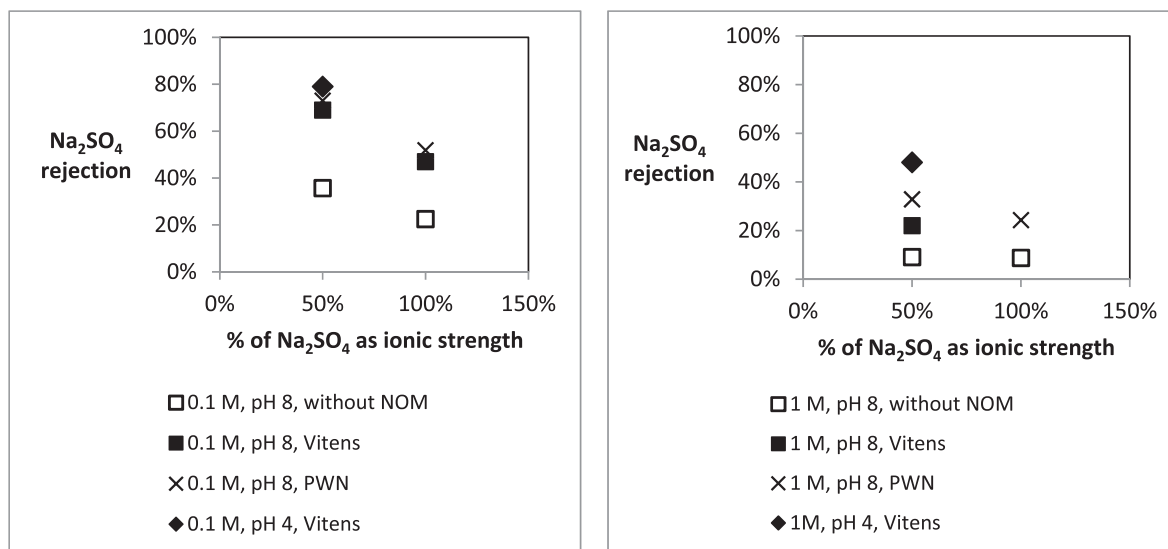 100%
80%
60%
40%
20%
0%
Na₂SO₄
rejection
0% 50% 100% 150%
% of Na₂SO₄ as ionic strength
0.1 M, pH 8, without NOM
0.1 M, pH 8, Vitens
0.1 M, pH 8, PWN
0.1 M, pH 4, Vitens
100%
80%
60%
40%
20%
0%
Na₂SO₄
rejection
0% 50% 100% 150%
% of Na₂SO₄ as ionic strength
1 M, pH 8, without NOM
1 M, pH 8, Vitens
1 M, pH 8, PWN
1M, pH 4, Vitens